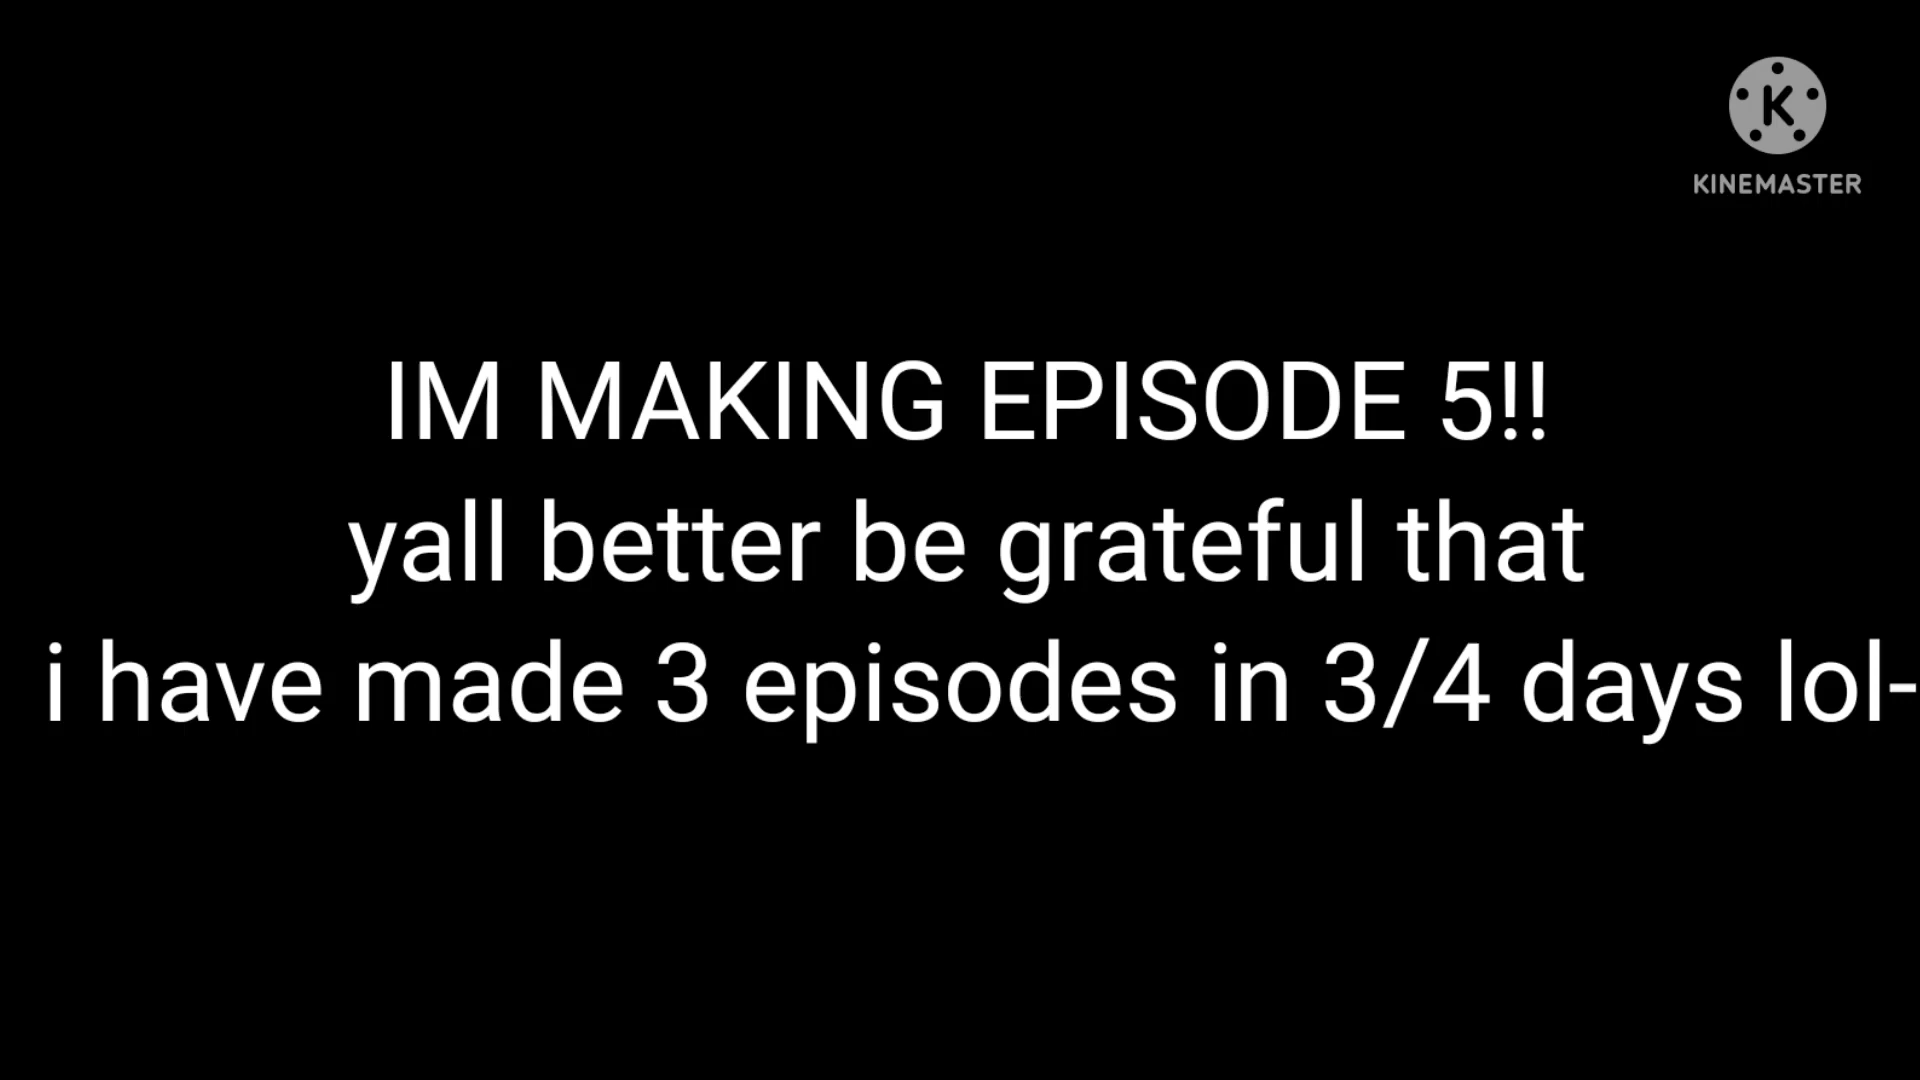 K
KINEMASTER
IM MAKING EPISODE 5!!
yall better be grateful that
i have made 3 episodes in 3/4 days lol-